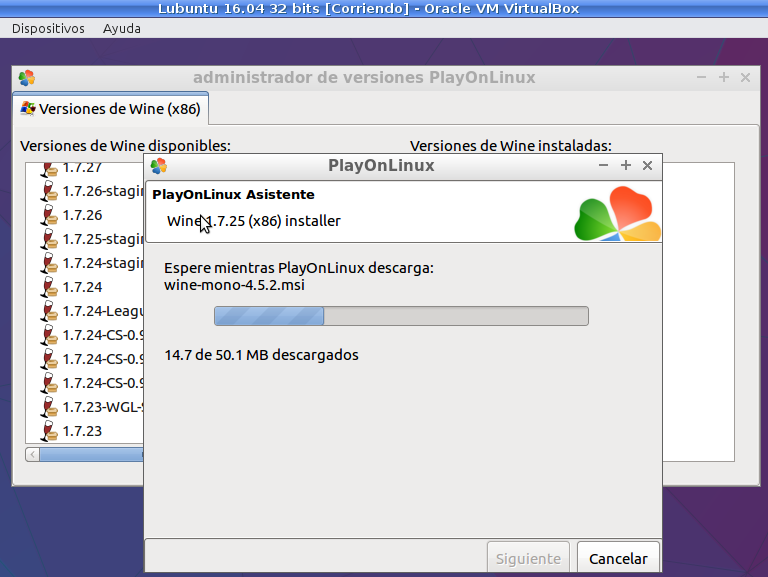 Lubuntu 16.04 32 bits [Corriendo] - Oracle VM VirtualBox
Dispositivos Ayuda
administrador de versiones PlayOnLinux
Versiones de Wine (x86)
Versiones de Wine disponibles:
Versiones de Wine instaladas:
1.7.27
1.7.26-stagin
1.7.26
1.7.25-stagin
1.7.24-stagin
1.7.24
1.7.24-Leagu
1.7.24-CS-0.9
1.7.24-CS-0.9
1.7.24-CS-0.9
1.7.23-WGL-S
1.7.23
PlayOnLinux
PlayOnLinux Asistente
Wine 1.7.25 (x86) installer
Espere mientras PlayOnLinux descarga:
wine-mono-4.5.2.msi
14.7 de 50.1 MB descargados
Siguiente
Cancelar